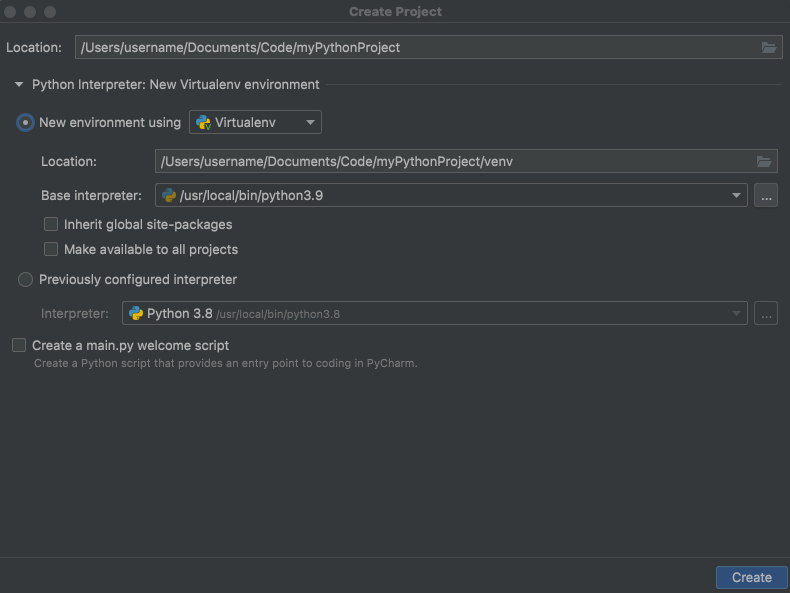 Create Project
Location: /Users/username/Documents/Code/myPythonProject
Python Interpreter: New Virtualenv environment
New environment using Virtualenv
Location: /Users/username/Documents/Code/myPythonProject/venv
Base interpreter: /usr/local/bin/python3.9 ...
Inherit global site-packages
Make available to all projects
Previously configured interpreter
Interpreter: Python 3.8 /usr/local/bin/python3.8 ...
Create a main.py welcome script
Create a Python script that provides an entry point to coding in PyCharm.
Create